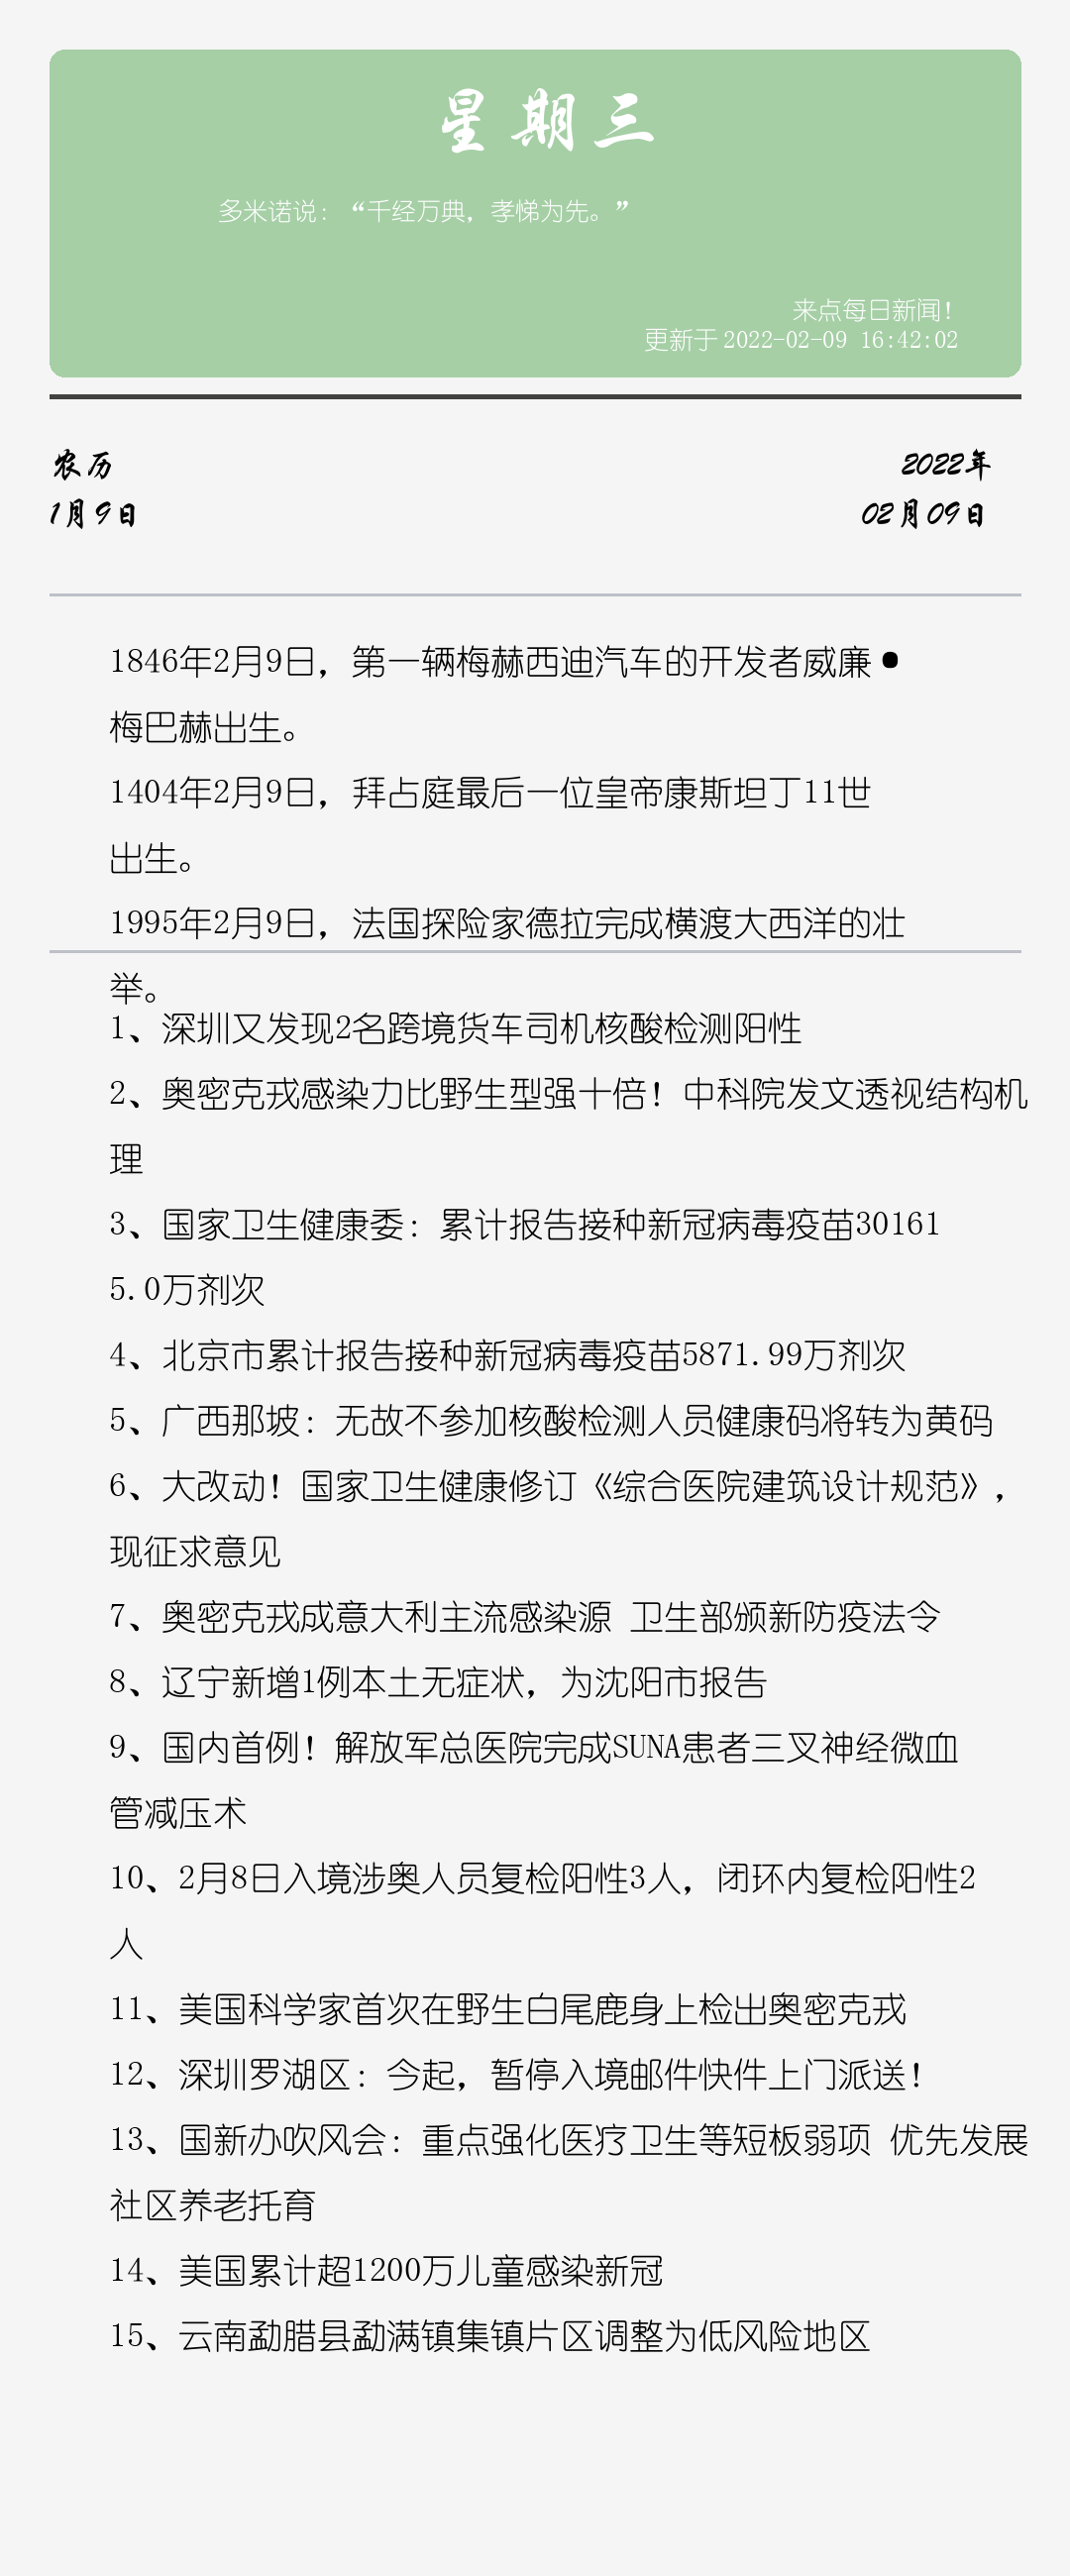 星期三
多米诺说：“千经万典，孝悌为先。”
来点每日新闻！
更新于 2022-02-09 16:42:02
农历
2022年
1月9日
02月09日
1846年2月9日，第一辆梅赫西迪汽车的开发者威廉•
梅巴赫出生。
1404年2月9日，拜占庭最后一位皇帝康斯坦丁11世
出生。
1995年2月9日，法国探险家德拉完成横渡大西洋的壮
举。
1、深圳又发现2名跨境货车司机核酸检测阳性
2、奥密克戎感染力比野生型强十倍！中科院发文透视结构机
理
3、国家卫生健康委：累计报告接种新冠病毒疫苗30161
5.0万剂次
4、北京市累计报告接种新冠病毒疫苗5871.99万剂次
5、广西那坡：无故不参加核酸检测人员健康码将转为黄码
6、大改动！国家卫生健康修订《综合医院建筑设计规范》，
现征求意见
7、奥密克戎成意大利主流感染源 卫生部颁新防疫法令
8、辽宁新增1例本土无症状，为沈阳市报告
9、国内首例！解放军总医院完成SUNA患者三叉神经微血
管减压术
10、2月8日入境涉奥人员复检阳性3人，闭环内复检阳性2
人
11、美国科学家首次在野生白尾鹿身上检出奥密克戎
12、深圳罗湖区：今起，暂停入境邮件快件上门派送！
13、国新办吹风会：重点强化医疗卫生等短板弱项 优先发展
社区养老托育
14、美国累计超1200万儿童感染新冠
15、云南勐腊县勐满镇集镇片区调整为低风险地区